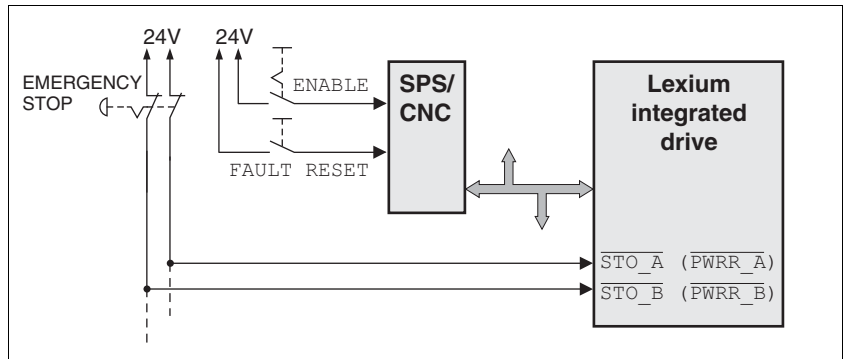 24V 24V
EMERGENCY
STOP
ENABLE
FAULT RESET
SPS/
CNC
Lexium
integrated
drive
STO_A (PWRR_A)
STO_B (PWRR_B)